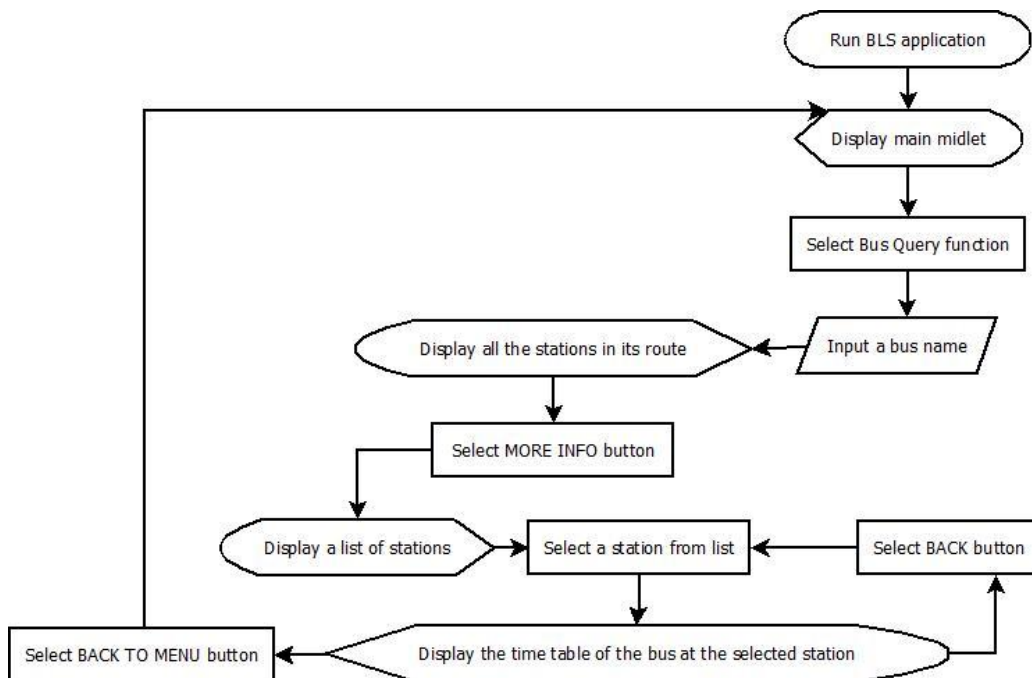 Run BLS application
Display main midlet
Select Bus Query function
Input a bus name
Display all the stations in its route
Select MORE INFO button
Display a list of stations
Select a station from list
Select BACK button
Display the time table of the bus at the selected station
Select BACK TO MENU button